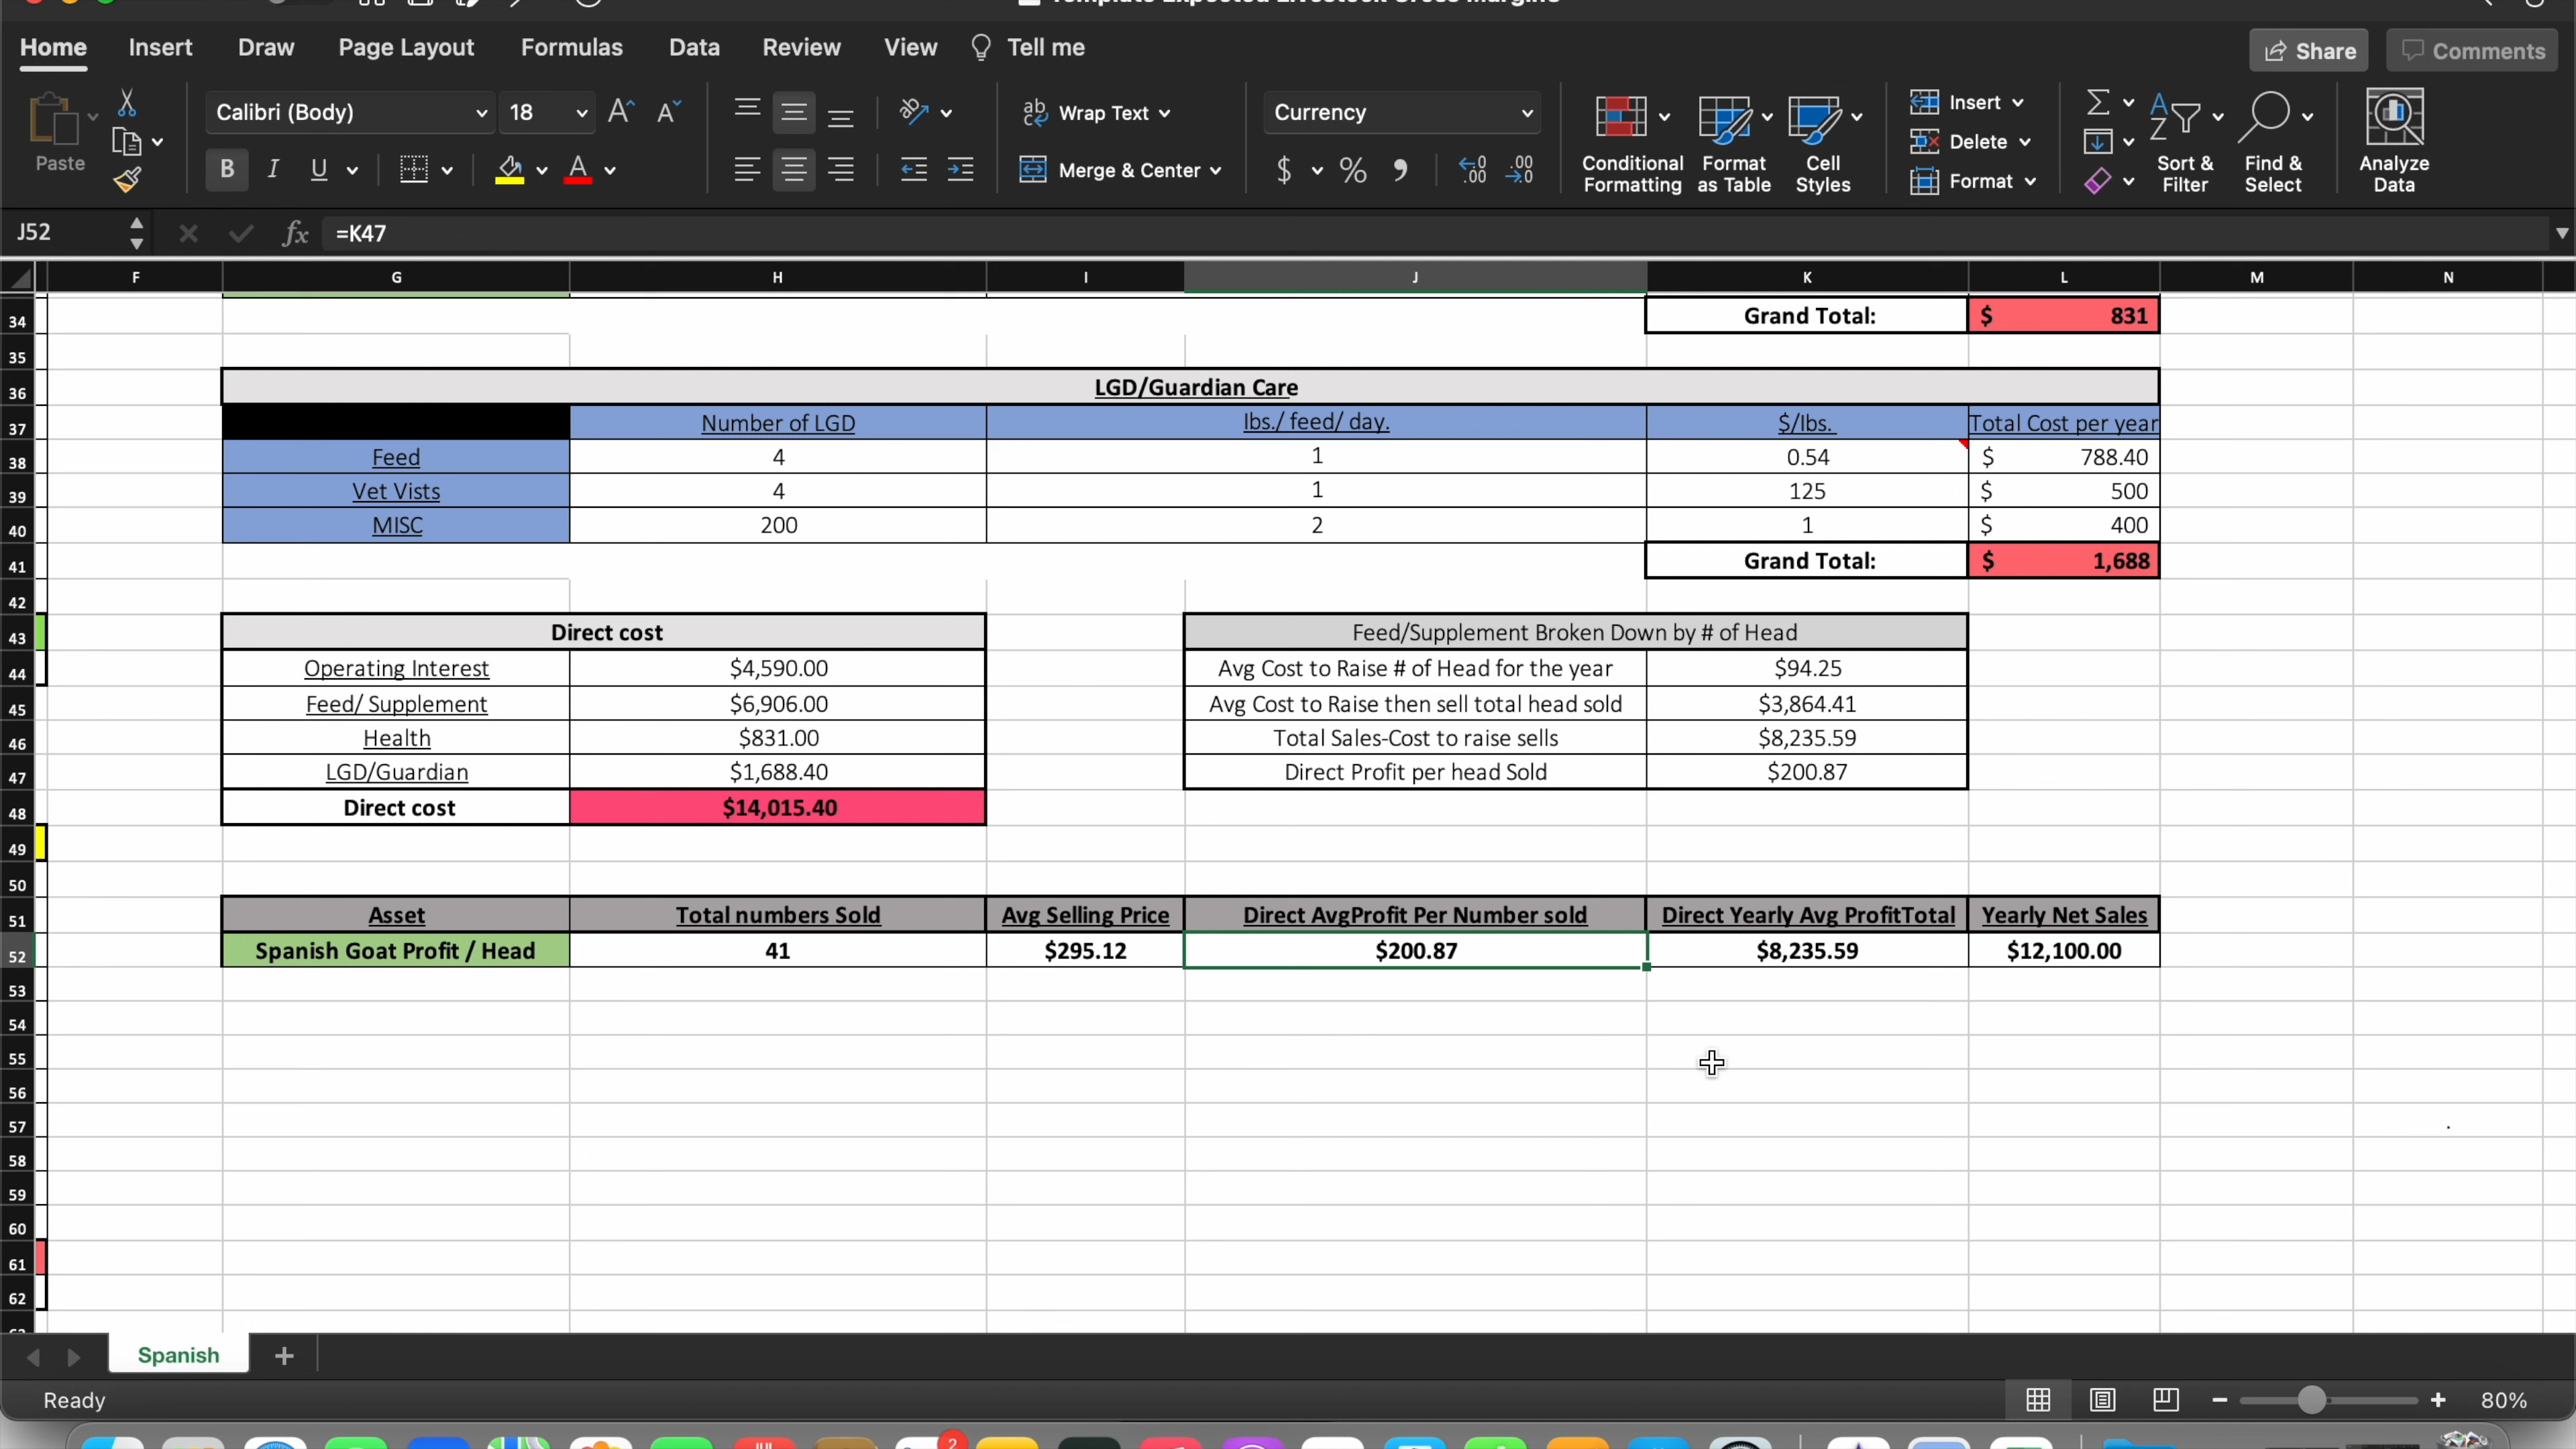 Home Insert Draw Page Layout Formulas Data Review View Tell me Share Comments
Paste Calibri (Body) 18 Wrap Text Currency Insert
B I U Merge & Center $ % Delete
Conditional Formatting Format as Table Cell Styles Format Sort & Filter Find & Select Analyze Data
J52 fx =K47
F G H I J K L M N
34 Grand Total: $ 831
35
36 LGD/Guardian Care
37 Number of LGD lbs./ feed/ day. $/lbs. Total Cost per year
38 Feed 4 1 0.54 $ 788.40
39 Vet Vists 4 1 125 $ 500
40 MISC 200 2 1 $ 400
41 Grand Total: $ 1,688
42
43 Direct cost Feed/Supplement Broken Down by # of Head
44 Operating Interest $4,590.00 Avg Cost to Raise # of Head for the year $94.25
45 Feed/ Supplement $6,906.00 Avg Cost to Raise then sell total head sold $3,864.41
46 Health $831.00 Total Sales-Cost to raise sells $8,235.59
47 LGD/Guardian $1,688.40 Direct Profit per head Sold $200.87
48 Direct cost $14,015.40
49
50
51 Asset Total numbers Sold Avg Selling Price Direct AvgProfit Per Number sold Direct Yearly Avg ProfitTotal Yearly Net Sales
52 Spanish Goat Profit / Head 41 $295.12 $200.87 $8,235.59 $12,100.00
53
54
55
56
57
58
59
60
61
62
Spanish +
Ready 80%
2